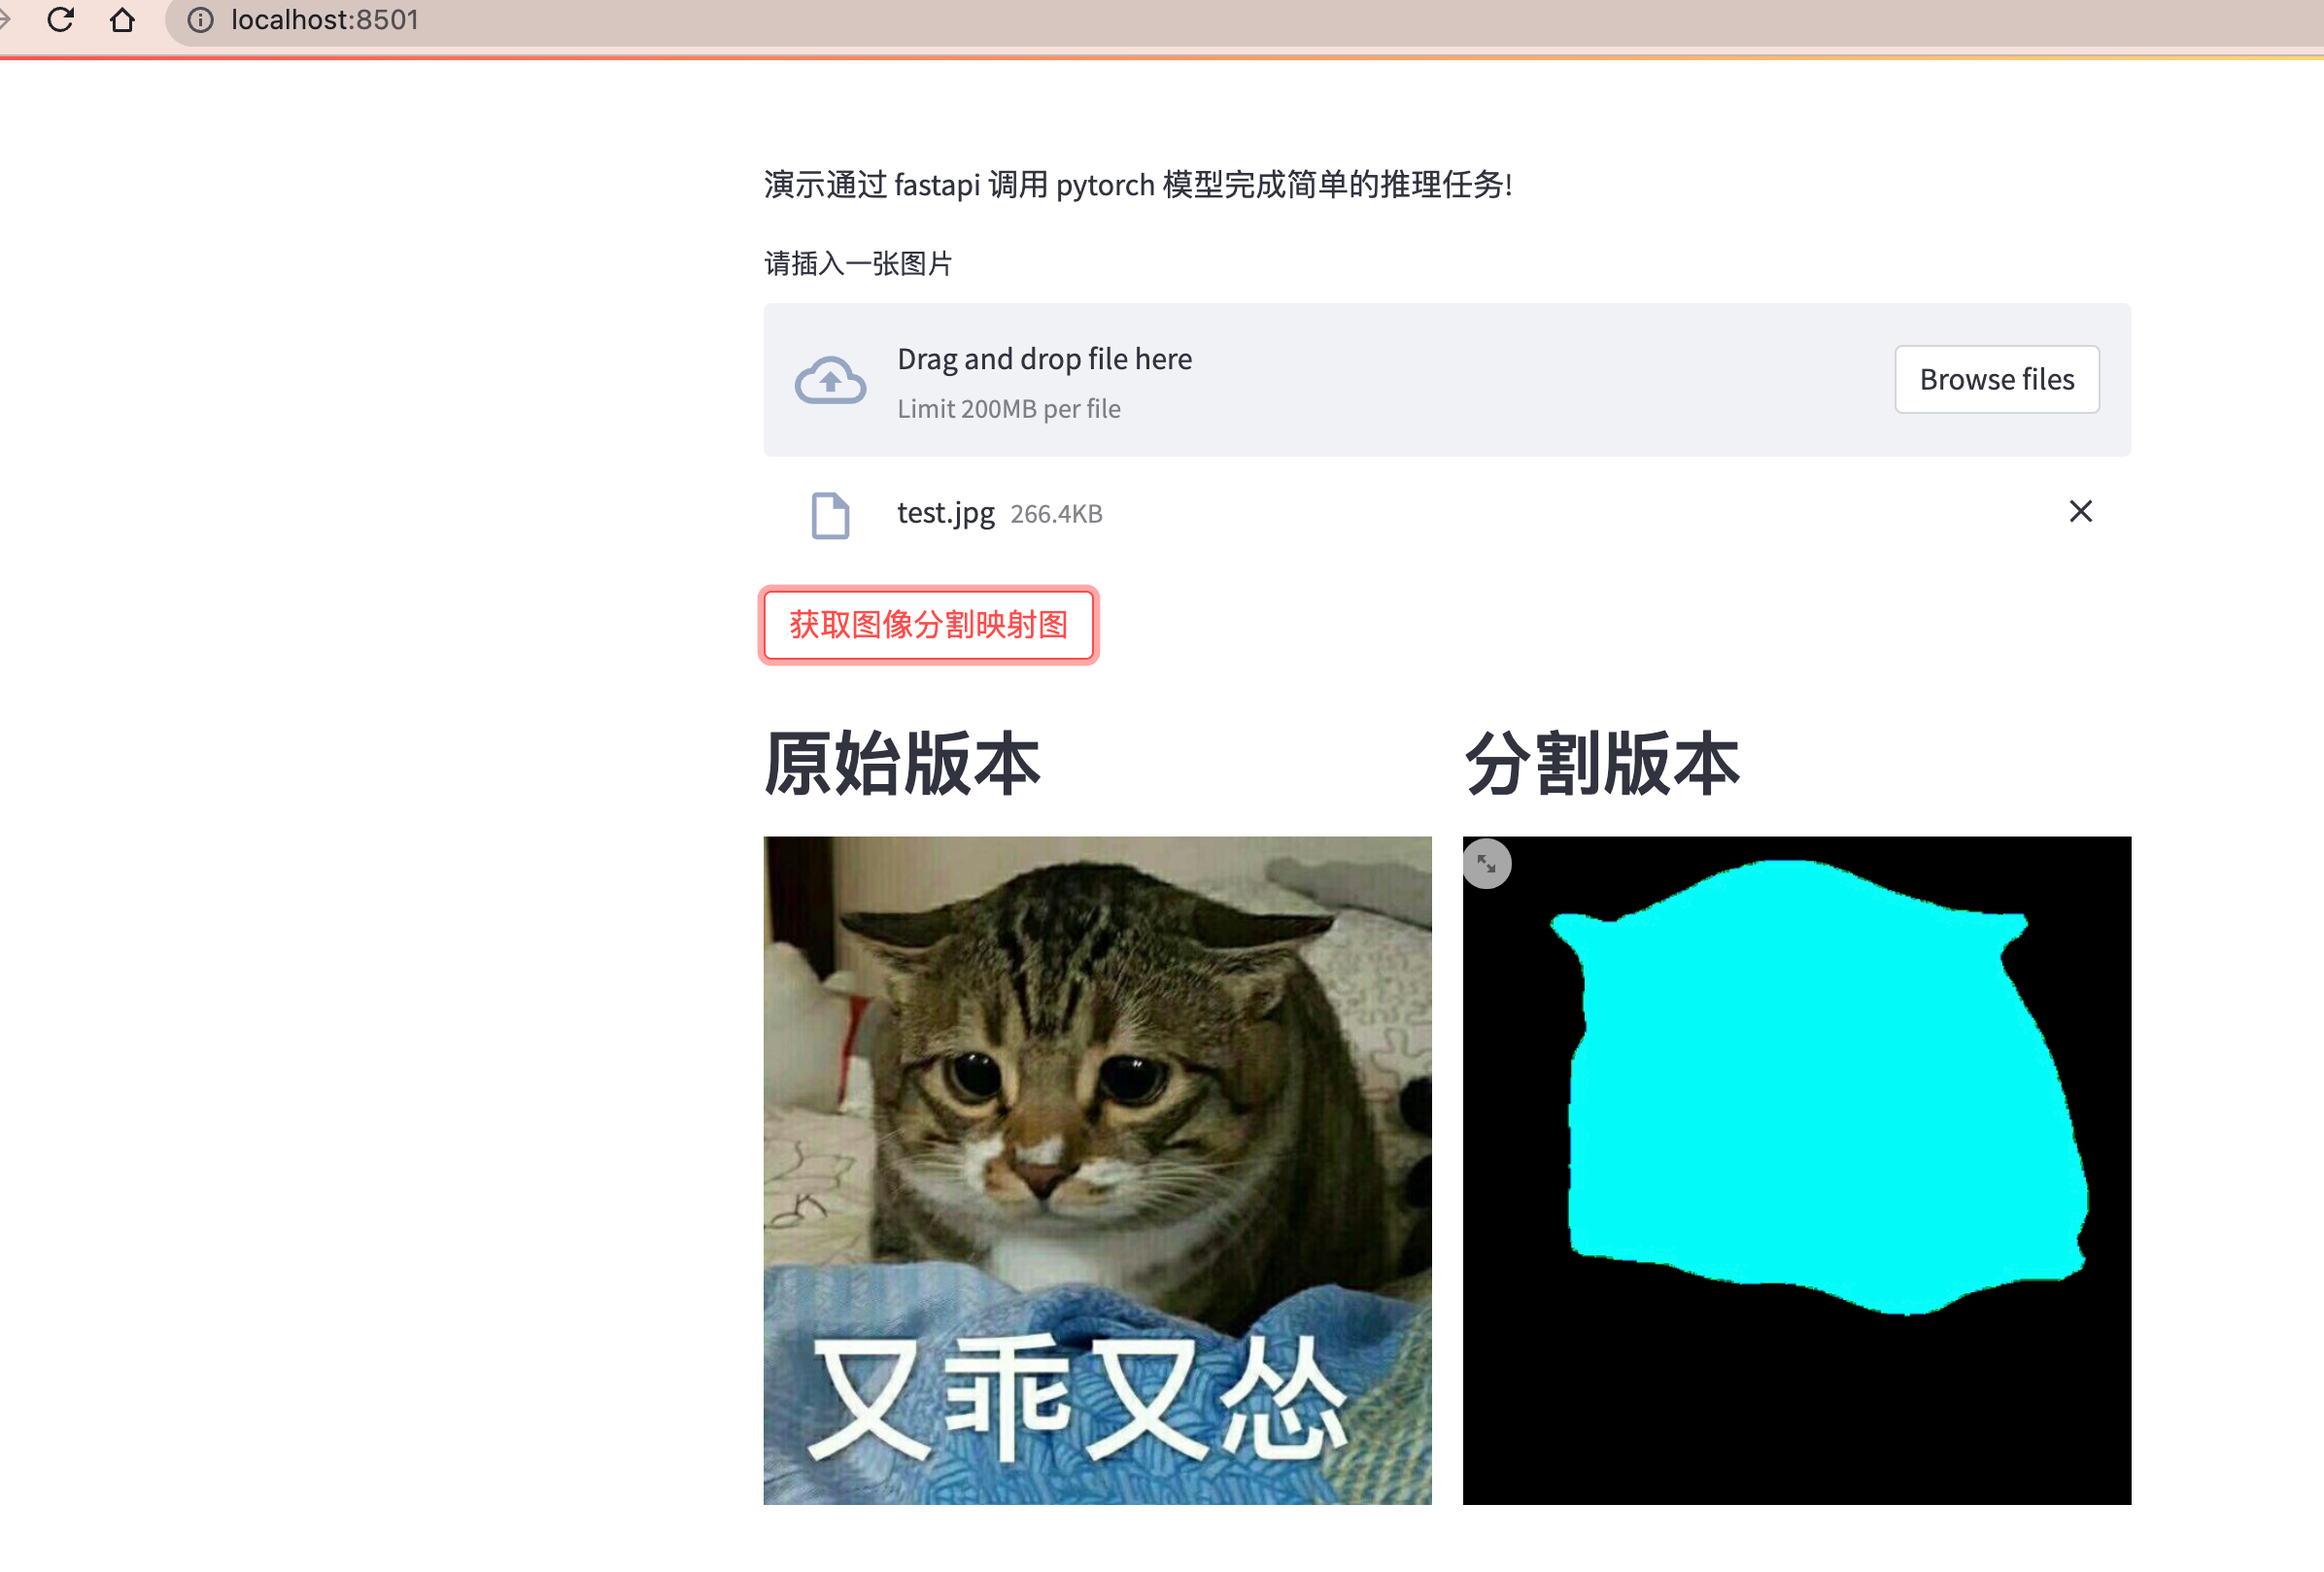 localhost:8501
演示通过 fastapi 调用 pytorch 模型完成简单的推理任务!
请插入一张图片
Drag and drop file here
Limit 200MB per file
Browse files
test.jpg 266.4KB
获取图像分割映射图
原始版本
分割版本
又乖又怂